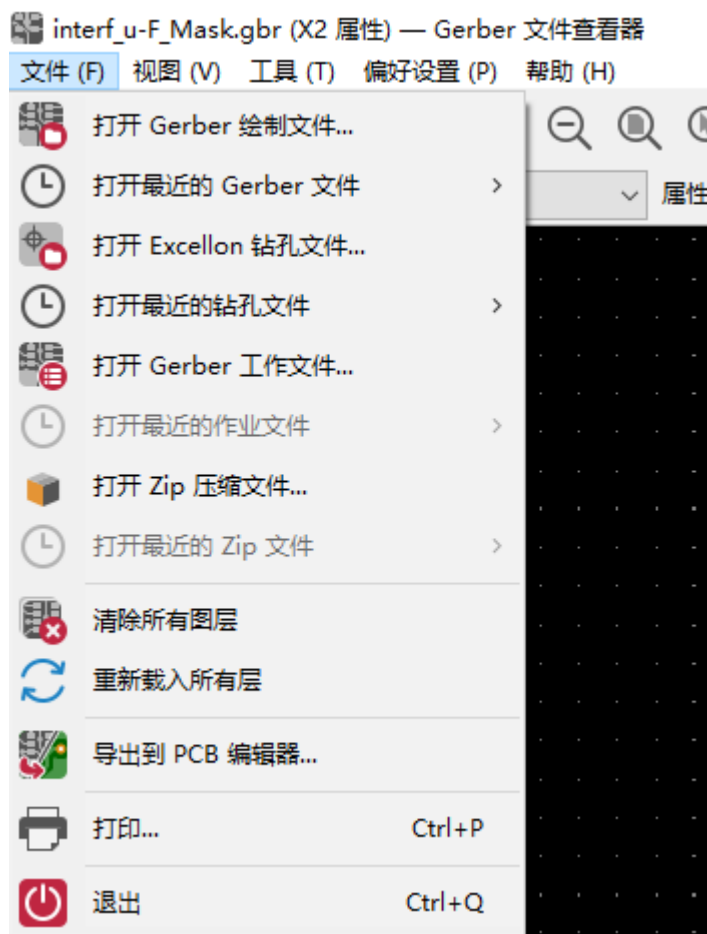 interf_u-F_Mask.gbr (X2 属性) — Gerber 文件查看器
文件 (F) 视图 (V) 工具 (T) 偏好设置 (P) 帮助 (H)
打开 Gerber 绘制文件...
打开最近的 Gerber 文件
属性
打开 Excellon 钻孔文件...
打开最近的钻孔文件
打开 Gerber 工作文件...
打开最近的作业文件
打开 Zip 压缩文件...
打开最近的 Zip 文件
清除所有图层
重新载入所有层
导出到 PCB 编辑器...
打印... Ctrl+P
退出 Ctrl+Q